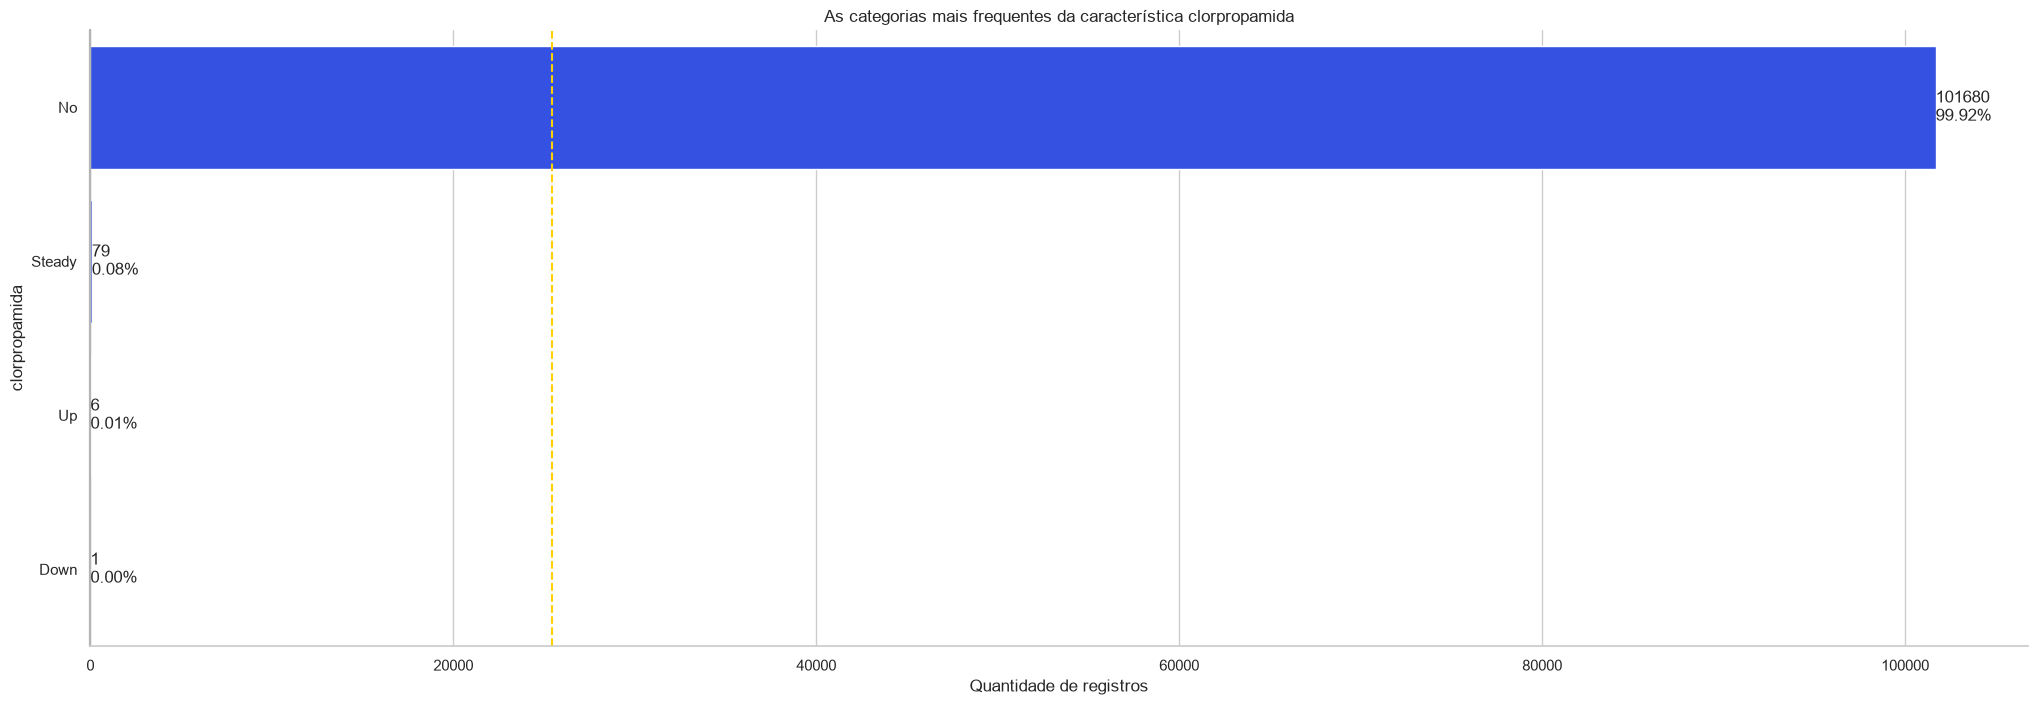 As categorias mais frequentes da característica clorpropamida
No
101680
99.92%
Steady
79
0.08%
Up
6
0.01%
Down
1
0.00%
clorpropamida
0 20000 40000 60000 80000 100000
Quantidade de registros